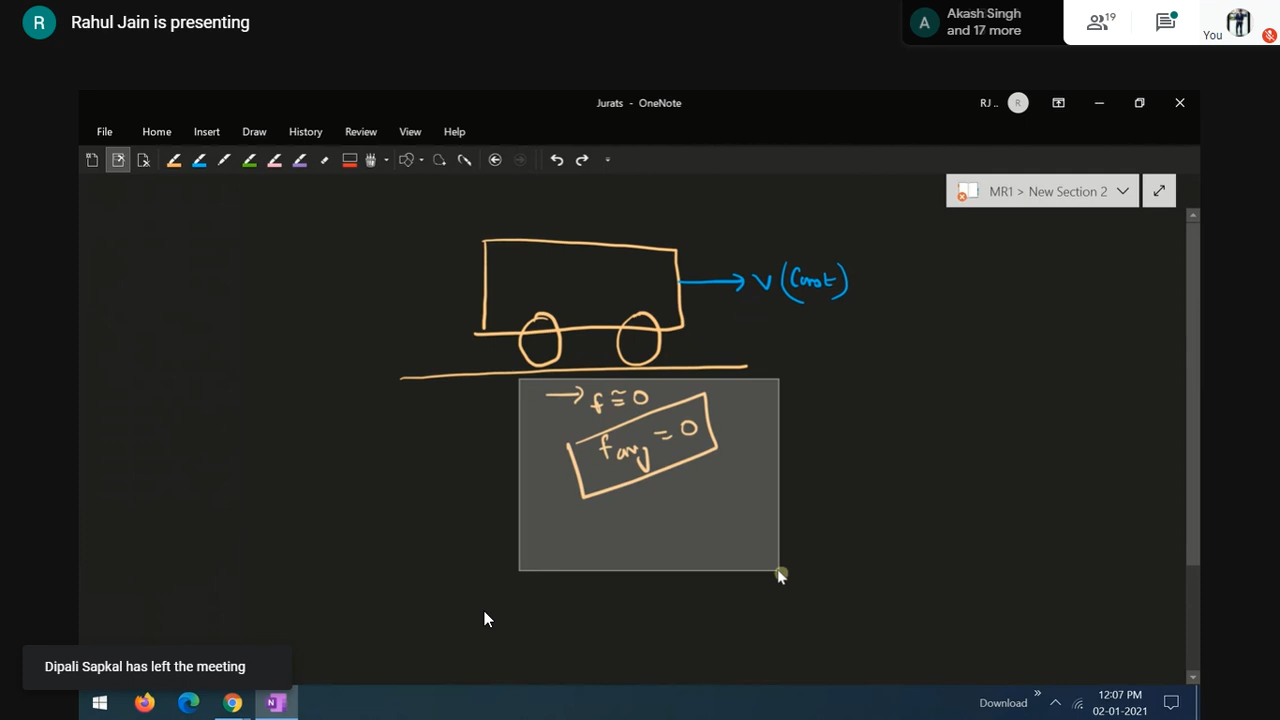 R Rahul Jain is presenting
A Akash Singh
and 17 more
19
You
Jurats - OneNote
RJ .. R
File Home Insert Draw History Review View Help
MR1 > New Section 2
V (Const)
→ f ≅ 0
favg = 0
Dipali Sapkal has left the meeting
Download »
12:07 PM
02-01-2021